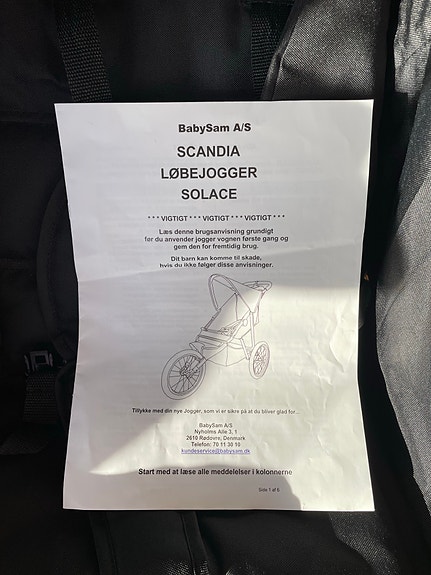 BabySam A/S
SCANDIA
LØBEJOGGER
SOLACE
* * * VIGTIGT * * * VIGTIGT * * * VIGTIGT * * *
Læs denne brugsanvisning grundigt
før du anvender jogger vognen første gang og
gem den for fremtidig brug.
Dit barn kan komme til skade,
hvis du ikke følger disse anvisninger.
Tillykke med din nye Jogger, som vi er sikre på at du bliver glad for...
BabySam A/S
Nyholms Alle 3, 1
2610 Rødovre, Denmark
Telefon: 70 11 30 10
kundeservice@babysam.dk
Start med at læse alle meddelelser i kolonnerne
Side 1 af 6